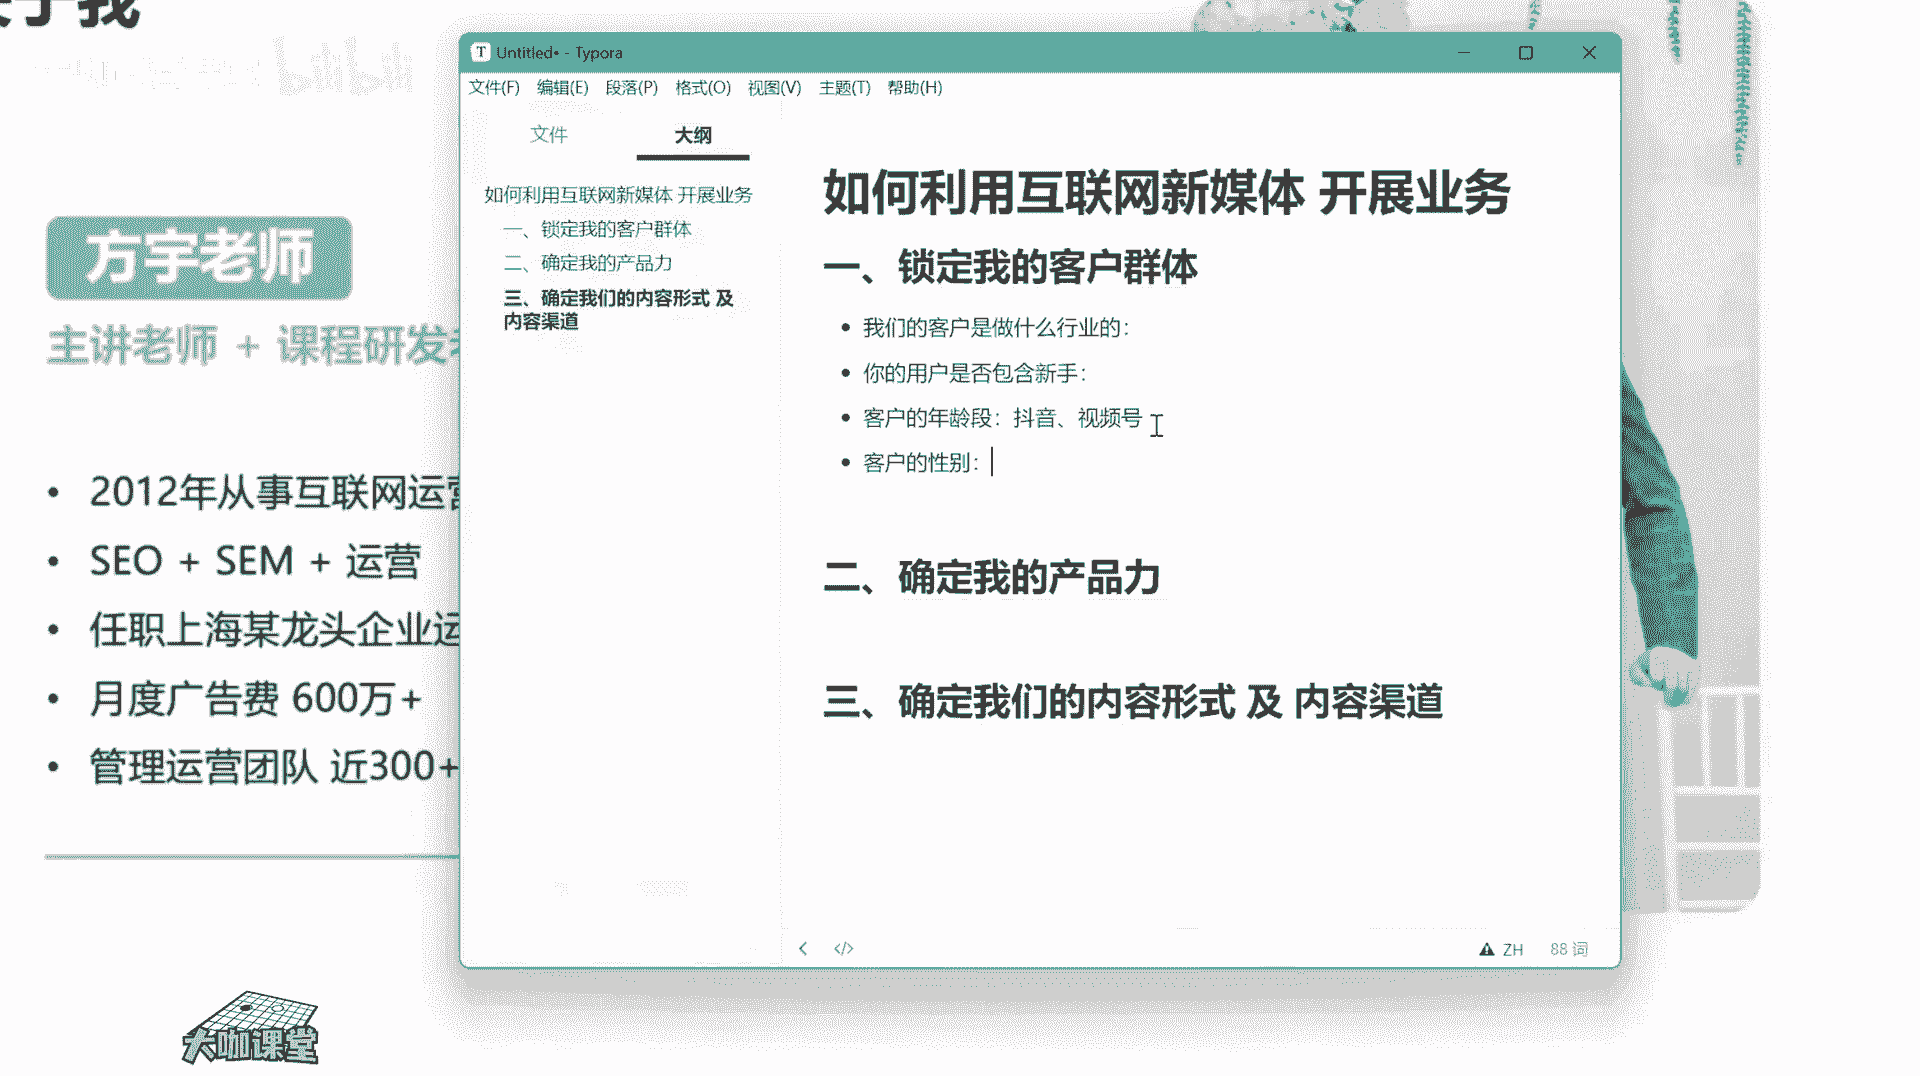 于我
bilibili
方宇老师
主讲老师 + 课程研发
2012年从事互联网运营
SEO + SEM + 运营
任职上海某龙头企业运
月度广告费 600万+
管理运营团队 近300+
大咖课堂
Untitled• - Typora
文件(F) 编辑(E) 段落(P) 格式(O) 视图(V) 主题(T) 帮助(H)
文件 大纲
如何利用互联网新媒体 开展业务
一、锁定我的客户群体
二、确定我的产品力
三、确定我们的内容形式 及
内容渠道
如何利用互联网新媒体 开展业务
一、锁定我的客户群体
我们的客户是做什么行业的：
你的用户是否包含新手：
客户的年龄段：抖音、视频号
客户的性别：
二、确定我的产品力
三、确定我们的内容形式 及 内容渠道
ZH 88 词